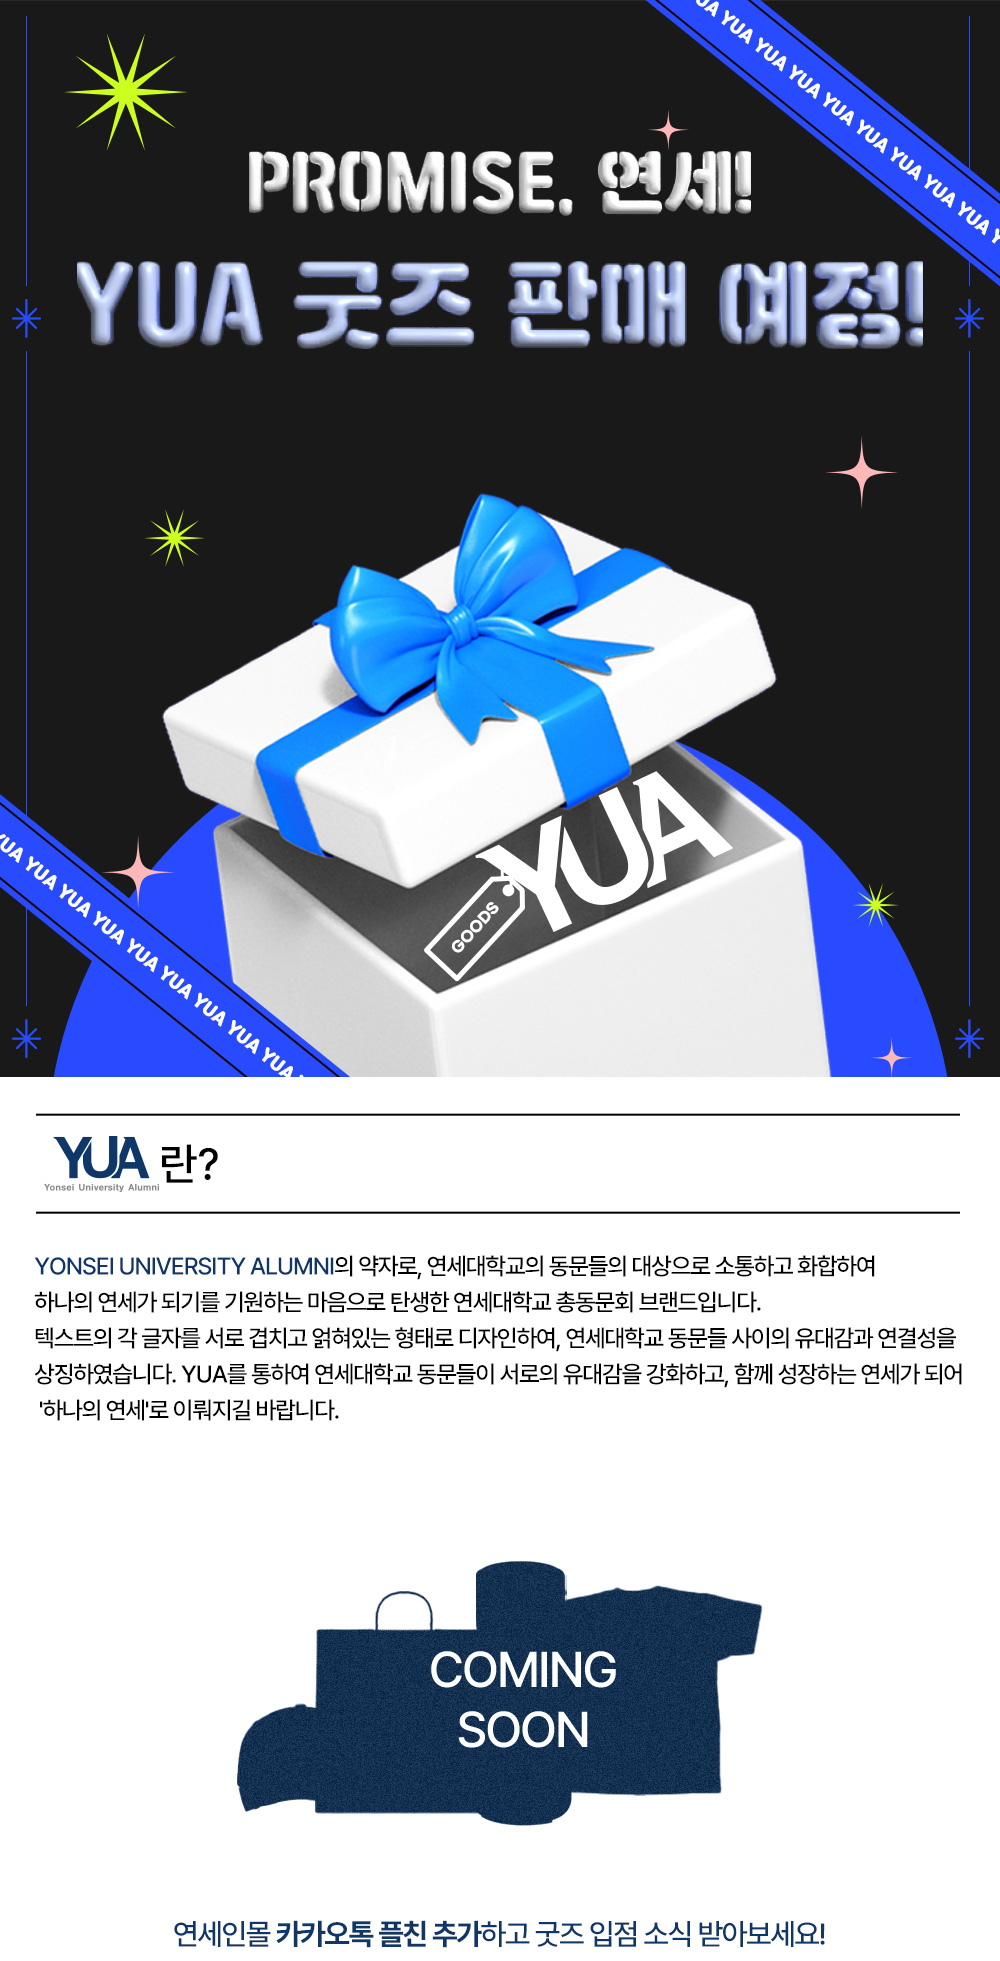 YUA YUA YUA YUA YUA YUA YUA YUA YUA
PROMISE, 연세!
YUA 굿즈 판매 예정!
YUA
GOODS
YUA YUA YUA YUA YUA YUA YUA YUA YUA
YUA 란?
Yonsei University Alumni
YONSEI UNIVERSITY ALUMNI의 약자로, 연세대학교의 동문들의 대상으로 소통하고 화합하여
하나의 연세가 되기를 기원하는 마음으로 탄생한 연세대학교 총동문회 브랜드입니다.
텍스트의 각 글자를 서로 겹치고 얽혀있는 형태로 디자인하여, 연세대학교 동문들 사이의 유대감과 연결성을
상징하였습니다. YUA를 통하여 연세대학교 동문들이 서로의 유대감을 강화하고, 함께 성장하는 연세가 되어
'하나의 연세'로 이뤄지길 바랍니다.
COMING
SOON
연세인몰 카카오톡 플친 추가하고 굿즈 입점 소식 받아보세요!